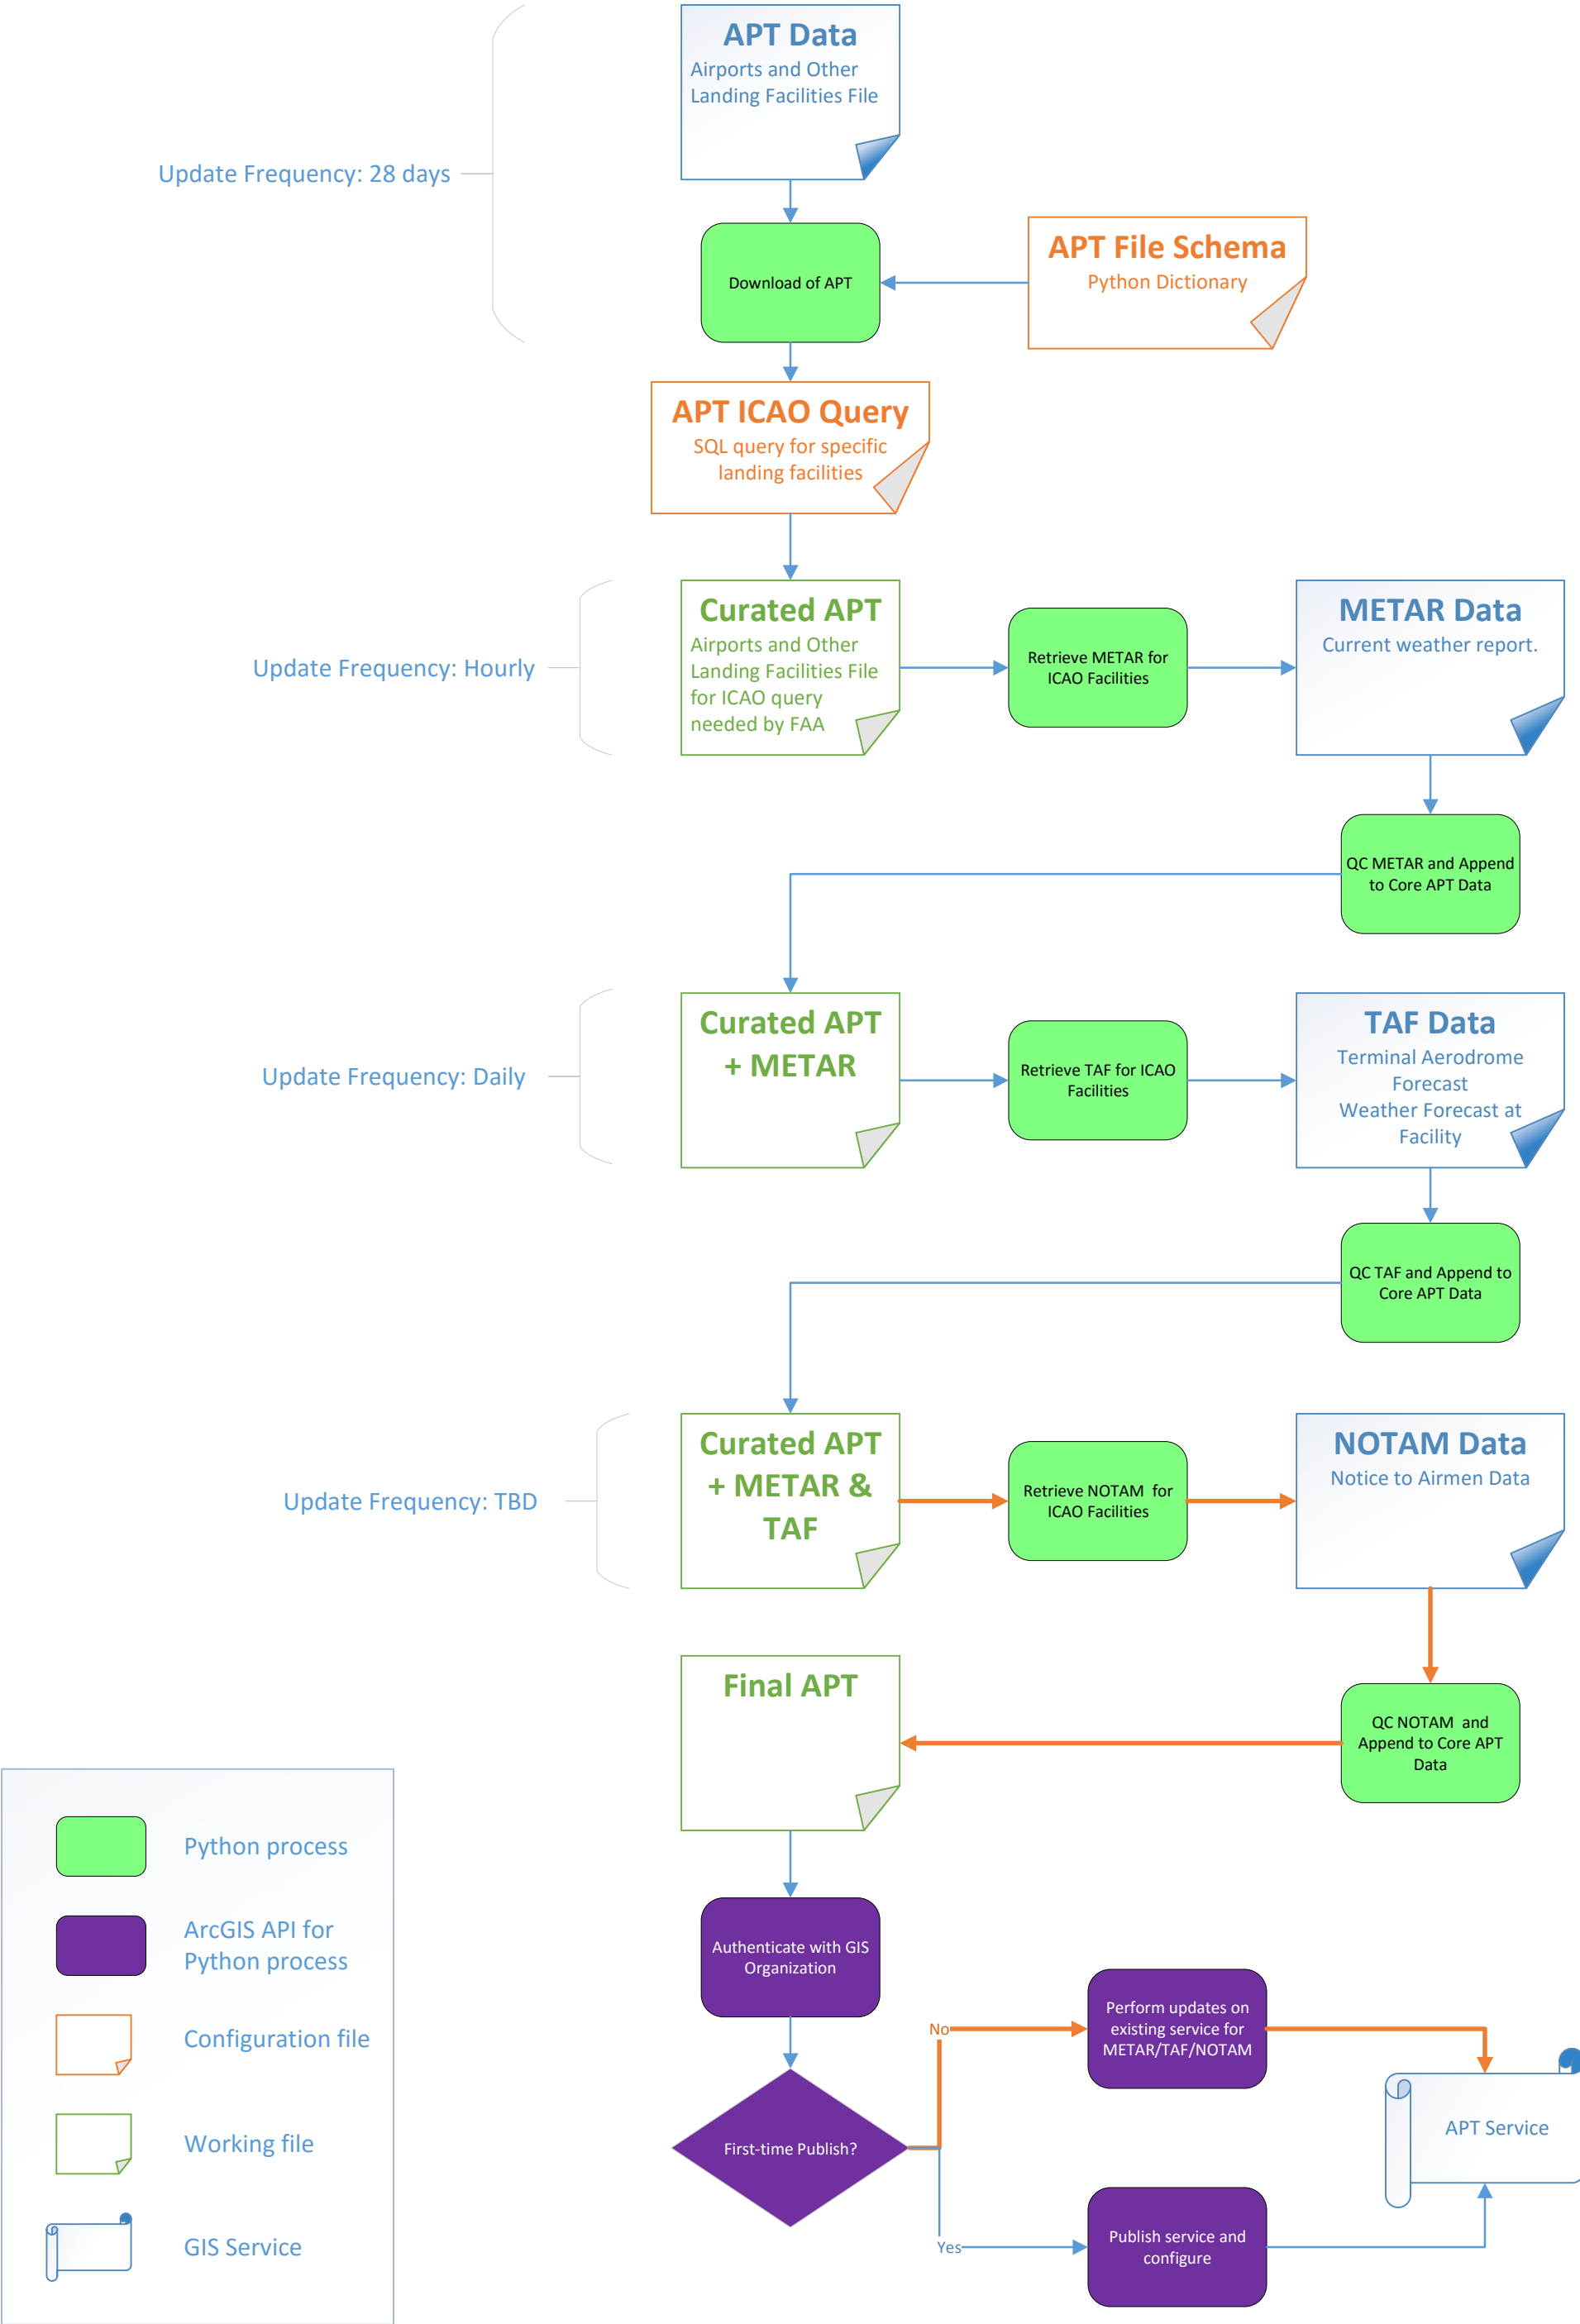 APT Data
Airports and Other
Landing Facilities File
Update Frequency: 28 days
Download of APT
APT File Schema
Python Dictionary
APT ICAO Query
SQL query for specific
landing facilities
Update Frequency: Hourly
Curated APT
Airports and Other
Landing Facilities File
for ICAO query
needed by FAA
Retrieve METAR for
ICAO Facilities
METAR Data
Current weather report.
QC METAR and Append
to Core APT Data
Update Frequency: Daily
Curated APT
+ METAR
Retrieve TAF for ICAO
Facilities
TAF Data
Terminal Aerodrome
Forecast
Weather Forecast at
Facility
QC TAF and Append to
Core APT Data
Update Frequency: TBD
Curated APT
+ METAR &
TAF
Retrieve NOTAM for
ICAO Facilities
NOTAM Data
Notice to Airmen Data
Final APT
QC NOTAM and
Append to Core APT
Data
Authenticate with GIS
Organization
First-time Publish?
No
Perform updates on
existing service for
METAR/TAF/NOTAM
Yes
Publish service and
configure
APT Service
Python process
ArcGIS API for
Python process
Configuration file
Working file
GIS Service